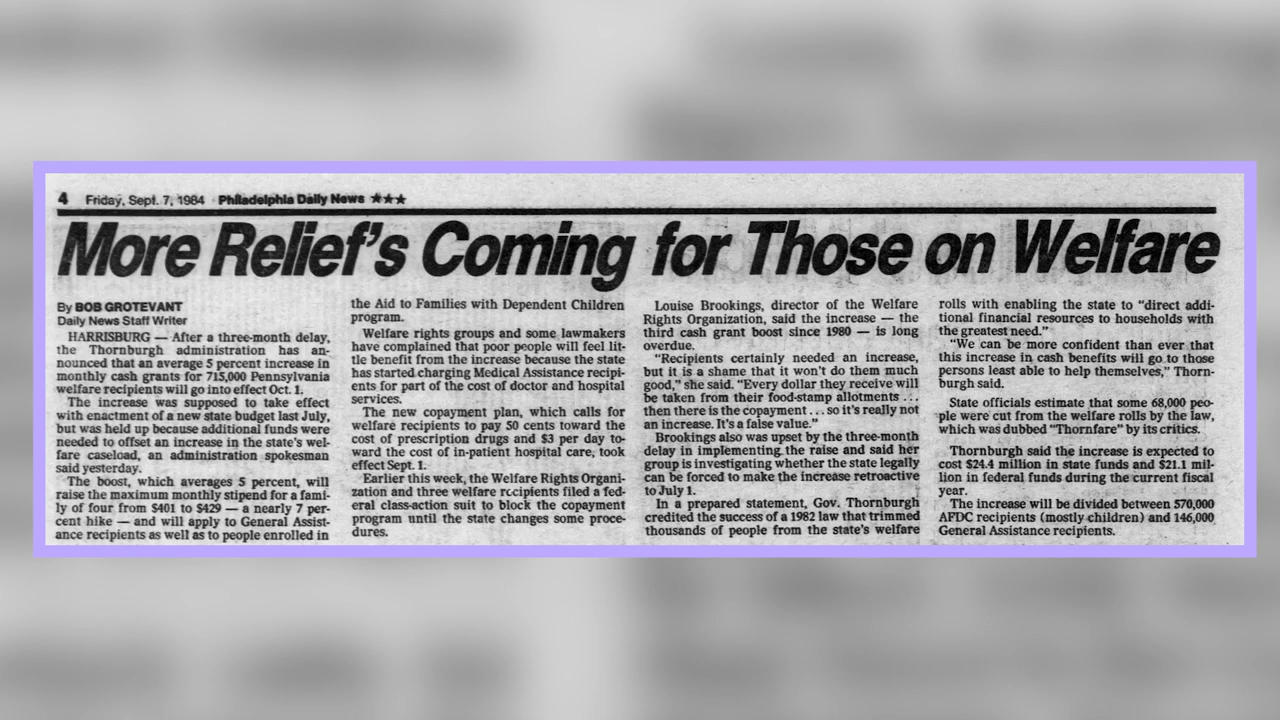 4 Friday, Sept. 7, 1984 Philadelphia Daily News ★★★
More Relief's Coming for Those on Welfare
By BOB GROTEVANT
Daily News Staff Writer
HARRISBURG — After a three-month delay,
the Thornburgh administration has an-
nounced that an average 5 percent increase in
monthly cash grants for 715,000 Pennsylvania
welfare recipients will go into effect Oct. 1.
The increase was supposed to take effect
with enactment of a new state budget last July,
but was held up because additional funds were
needed to offset an increase in the state's wel-
fare caseload, an administration spokesman
said yesterday.
The boost, which averages 5 percent, will
raise the maximum monthly stipend for a fami-
ly of four from $401 to $429 — a nearly 7 per-
cent hike — and will apply to General Assist-
ance recipients as well as to people enrolled in
the Aid to Families with Dependent Children
program.
Welfare rights groups and some lawmakers
have complained that poor people will feel lit-
tle benefit from the increase because the state
has started charging Medical Assistance recipi-
ents for part of the cost of doctor and hospital
services.
The new copayment plan, which calls for
welfare recipients to pay 50 cents toward the
cost of prescription drugs and $3 per day to-
ward the cost of in-patient hospital care, took
effect Sept. 1.
Earlier this week, the Welfare Rights Organi-
zation and three welfare recipients filed a fed-
eral class-action suit to block the copayment
program until the state changes some proce-
dures.
Louise Brookings, director of the Welfare
Rights Organization, said the increase — the
third cash grant boost since 1980 — is long
overdue.
"Recipients certainly needed an increase,
but it is a shame that it won't do them much
good," she said. "Every dollar they receive will
be taken from their food-stamp allotments ...
then there is the copayment ... so it's really not
an increase. It's a false value."
Brookings also was upset by the three-month
delay in implementing the raise and said her
group is investigating whether the state legally
can be forced to make the increase retroactive
to July 1.
In a prepared statement, Gov. Thornburgh
credited the success of a 1982 law that trimmed
thousands of people from the state's welfare
rolls with enabling the state to "direct addi-
tional financial resources to households with
the greatest need."
"We can be more confident than ever that
this increase in cash benefits will go to those
persons least able to help themselves," Thorn-
burgh said.
State officials estimate that some 68,000 peo-
ple were cut from the welfare rolls by the law,
which was dubbed "Thornfare" by its critics.
Thornburgh said the increase is expected to
cost $24.4 million in state funds and $21.1 mil-
lion in federal funds during the current fiscal
year.
The increase will be divided between 570,000
AFDC recipients (mostly children) and 146,000
General Assistance recipients.